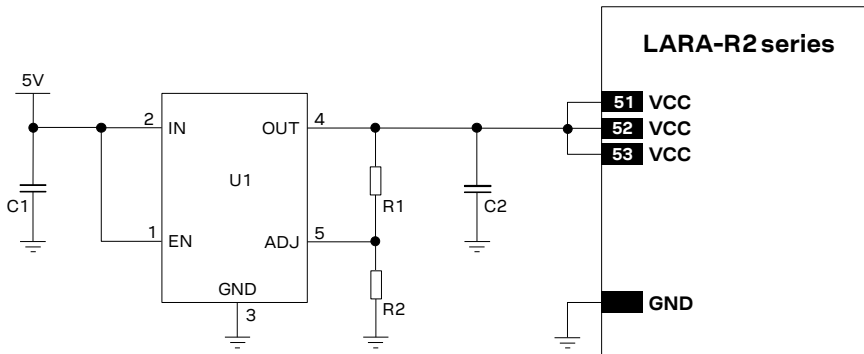 LARA-R2 series
5V
51 VCC
2 IN
OUT 4
52 VCC
53 VCC
U1
C1
R1
C2
1 EN
ADJ 5
GND
3
R2
GND